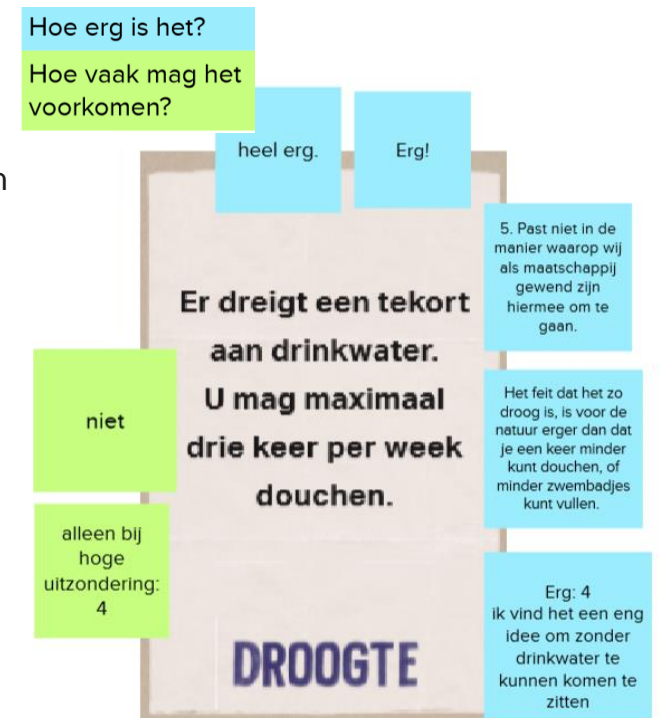 Hoe erg is het?
Hoe vaak mag het
voorkomen?
n
heel erg.
Erg!
5. Past niet in de
manier waarop wij
als maatschappij
gewend zijn
hiermee om te
gaan.
Er dreigt een tekort
aan drinkwater.
U mag maximaal
drie keer per week
douchen.
niet
Het feit dat het zo
droog is, is voor de
natuur erger dan dat
je een keer minder
kunt douchen, of
minder zwembadjes
kunt vullen.
alleen bij
hoge
uitzondering:
4
Erg: 4
ik vind het een eng
idee om zonder
drinkwater te
kunnen komen te
zitten
DROOGTE